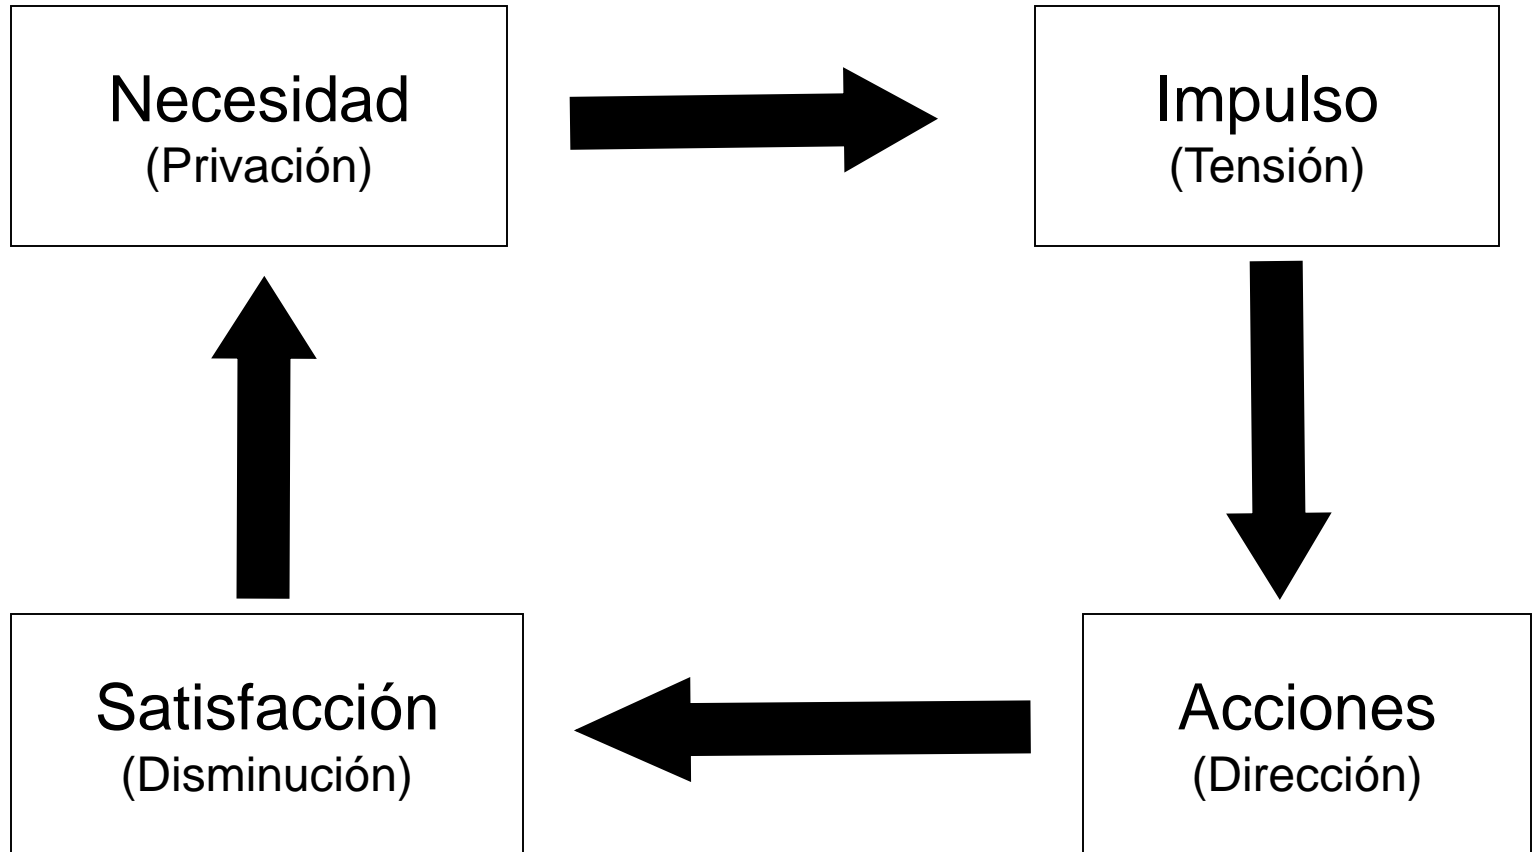 Necesidad
(Privación)
Impulso
(Tensión)
Satisfacción
(Disminución)
Acciones
(Dirección)